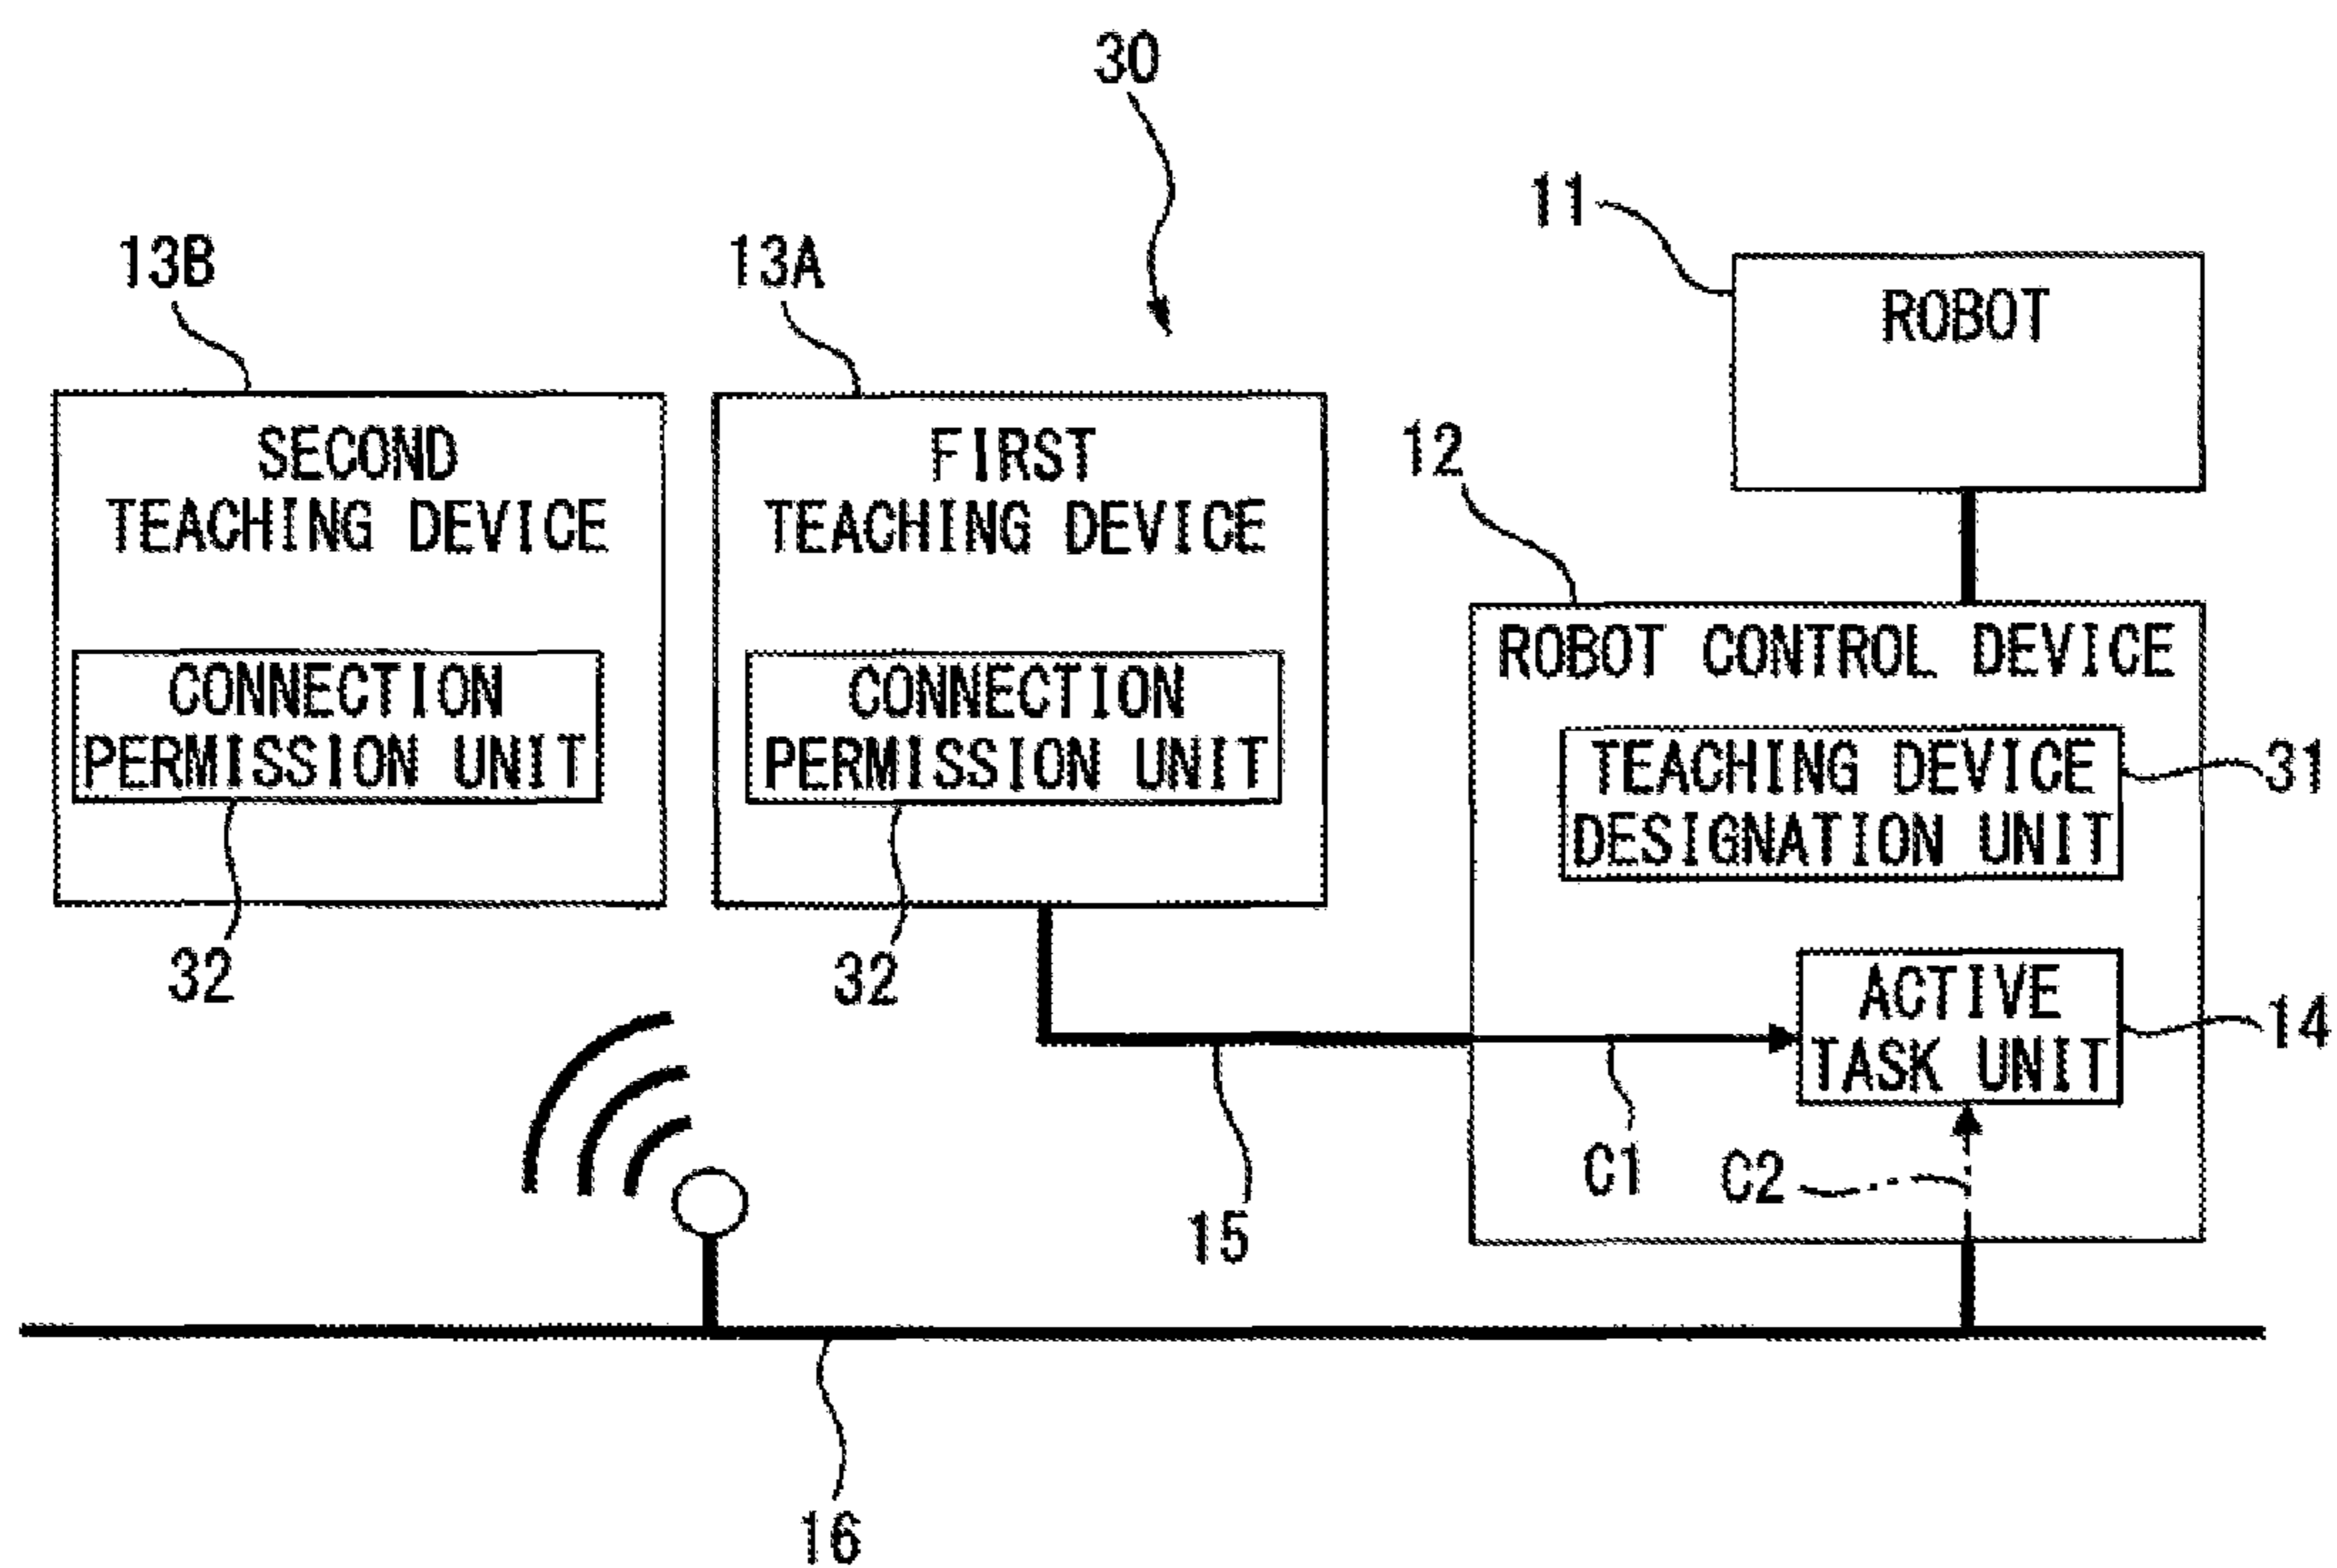 30
11
ROBOT
13B
13A
SECOND
TEACHING DEVICE
FIRST
TEACHING DEVICE
12
ROBOT CONTROL DEVICE
CONNECTION
PERMISSION UNIT
CONNECTION
PERMISSION UNIT
TEACHING DEVICE
DESIGNATION UNIT
31
32
32
ACTIVE
TASK UNIT
14
C1
C2
15
16